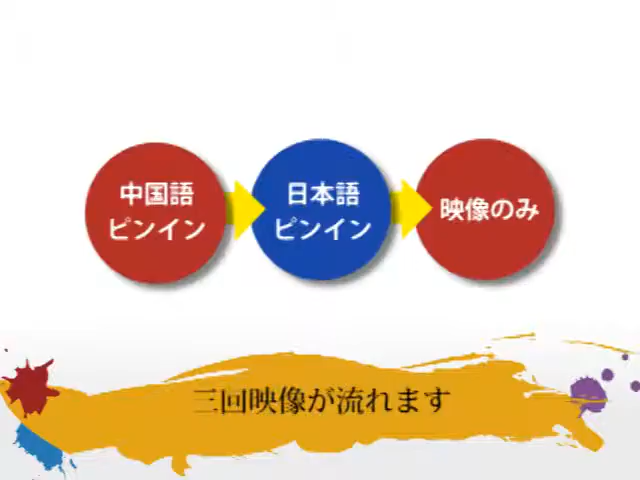 中国語
ピンイン
日本語
ピンイン
映像のみ
三回映像が流れます